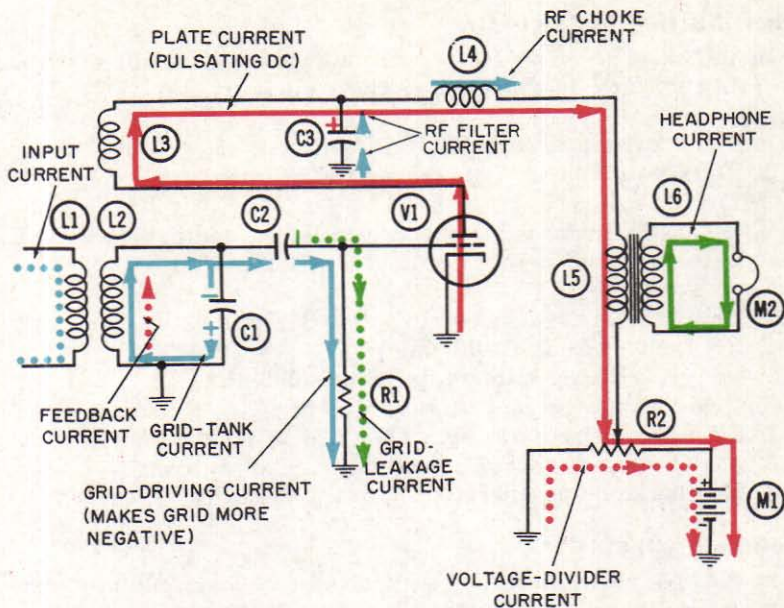 PLATE CURRENT
(PULSATING DC)
L4
RF CHOKE
CURRENT
L3
C3
+
RF FILTER
CURRENT
HEADPHONE
CURRENT
INPUT
CURRENT
L1
L2
C2
V1
L6
L5
M2
C1
+
FEEDBACK
CURRENT
GRID-TANK
CURRENT
R1
GRID-
LEAKAGE
CURRENT
GRID-DRIVING CURRENT
(MAKES GRID MORE
NEGATIVE)
R2
+
M1
VOLTAGE-DIVIDER
CURRENT